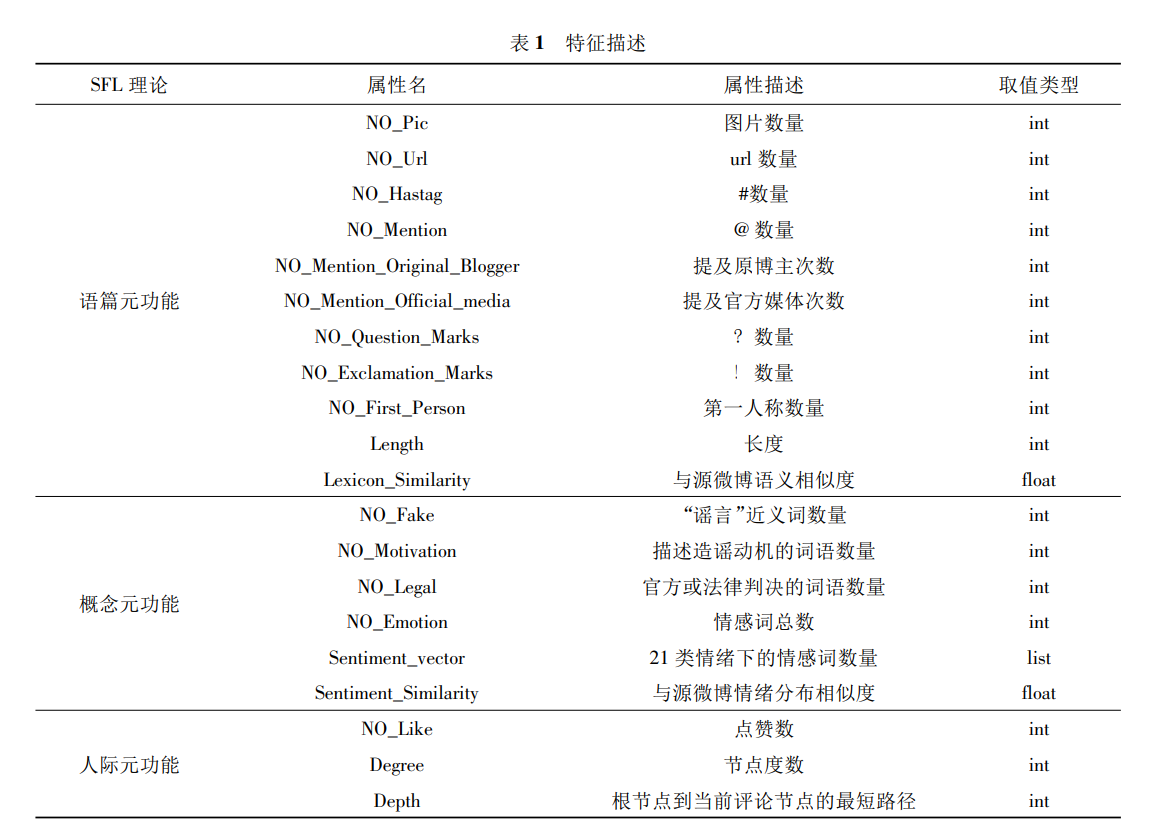 表 1 特征描述
SFL 理论 属性名 属性描述 取值类型
NO_Pic 图片数量 int
NO_Url url 数量 int
NO_Hastag #数量 int
NO_Mention @ 数量 int
NO_Mention_Original_Blogger 提及原博主次数 int
语篇元功能 NO_Mention_Official_media 提及官方媒体次数 int
NO_Question_Marks ？ 数量 int
NO_Exclamation_Marks ！ 数量 int
NO_First_Person 第一人称数量 int
Length 长度 int
Lexicon_Similarity 与源微博语义相似度 float
NO_Fake “谣言”近义词数量 int
NO_Motivation 描述造谣动机的词语数量 int
NO_Legal 官方或法律判决的词语数量 int
概念元功能
NO_Emotion 情感词总数 int
Sentiment_vector 21 类情绪下的情感词数量 list
Sentiment_Similarity 与源微博情绪分布相似度 float
NO_Like 点赞数 int
人际元功能 Degree 节点度数 int
Depth 根节点到当前评论节点的最短路径 int